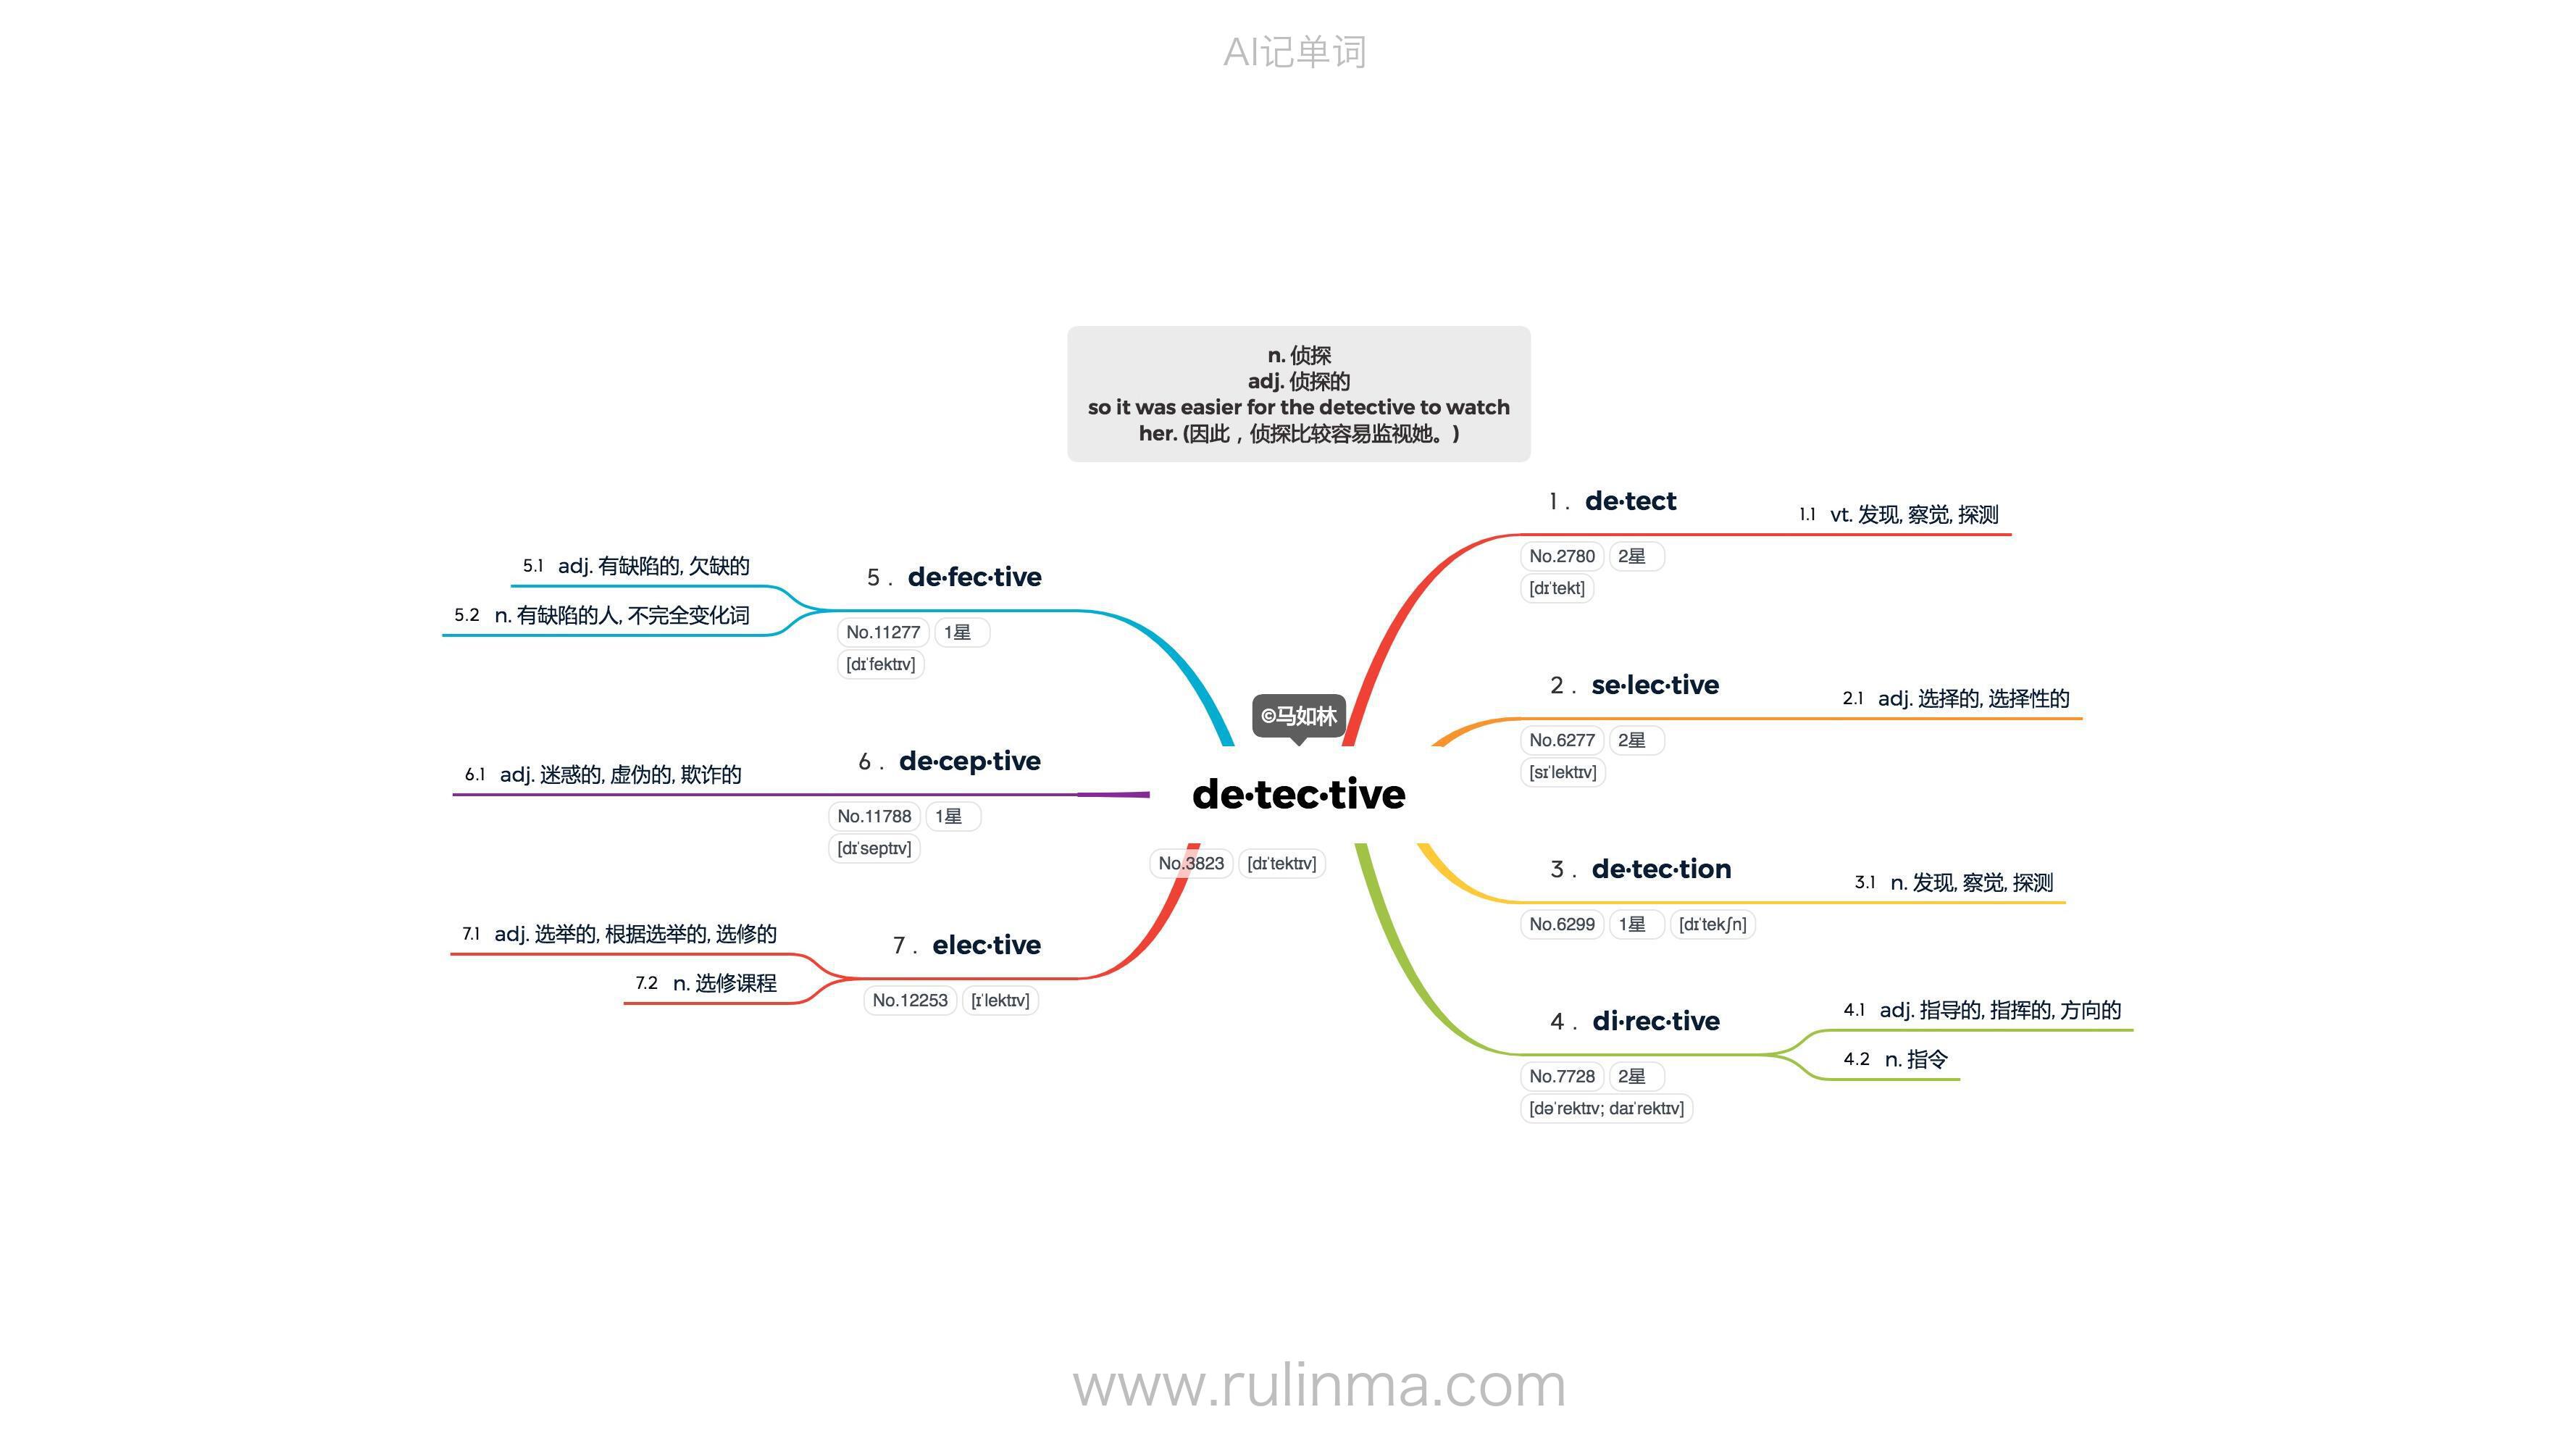 AI记单词
n. 侦探
adj. 侦探的
so it was easier for the detective to watch
her. (因此，侦探比较容易监视她。)
©马如林
de·tec·tive
No.3823 [dɪˈtektɪv]
1 . de·tect
No.2780 2星
[dɪˈtekt]
1.1 vt. 发现, 察觉, 探测
2 . se·lec·tive
No.6277 2星
[sɪˈlektɪv]
2.1 adj. 选择的, 选择性的
3 . de·tec·tion
No.6299 1星 [dɪˈtekʃn]
3.1 n. 发现, 察觉, 探测
4 . di·rec·tive
No.7728 2星
[dəˈrektɪv; daɪˈrektɪv]
4.1 adj. 指导的, 指挥的, 方向的
4.2 n. 指令
5 . de·fec·tive
No.11277 1星
[dɪˈfektɪv]
5.1 adj. 有缺陷的, 欠缺的
5.2 n. 有缺陷的人, 不完全变化词
6 . de·cep·tive
No.11788 1星
[dɪˈseptɪv]
6.1 adj. 迷惑的, 虚伪的, 欺诈的
7 . elec·tive
No.12253 [ɪˈlektɪv]
7.1 adj. 选举的, 根据选举的, 选修的
7.2 n. 选修课程
www.rulinma.com